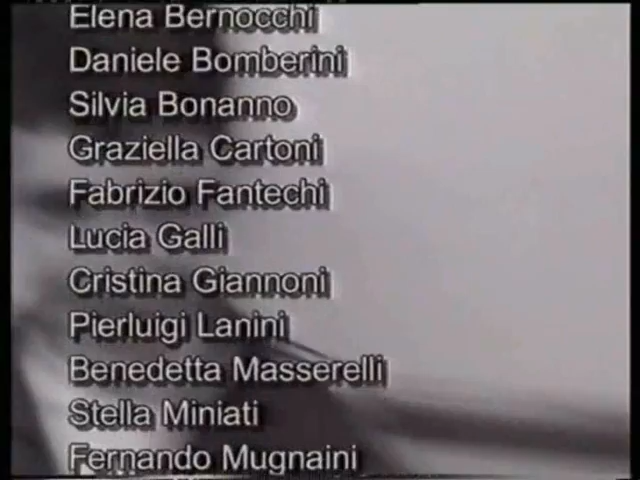 Elena Bernocchi
Daniele Bomberini
Silvia Bonanno
Graziella Cartoni
Fabrizio Fantechi
Lucia Galli
Cristina Giannoni
Pierluigi Lanini
Benedetta Masserelli
Stella Miniati
Fernando Mugnaini